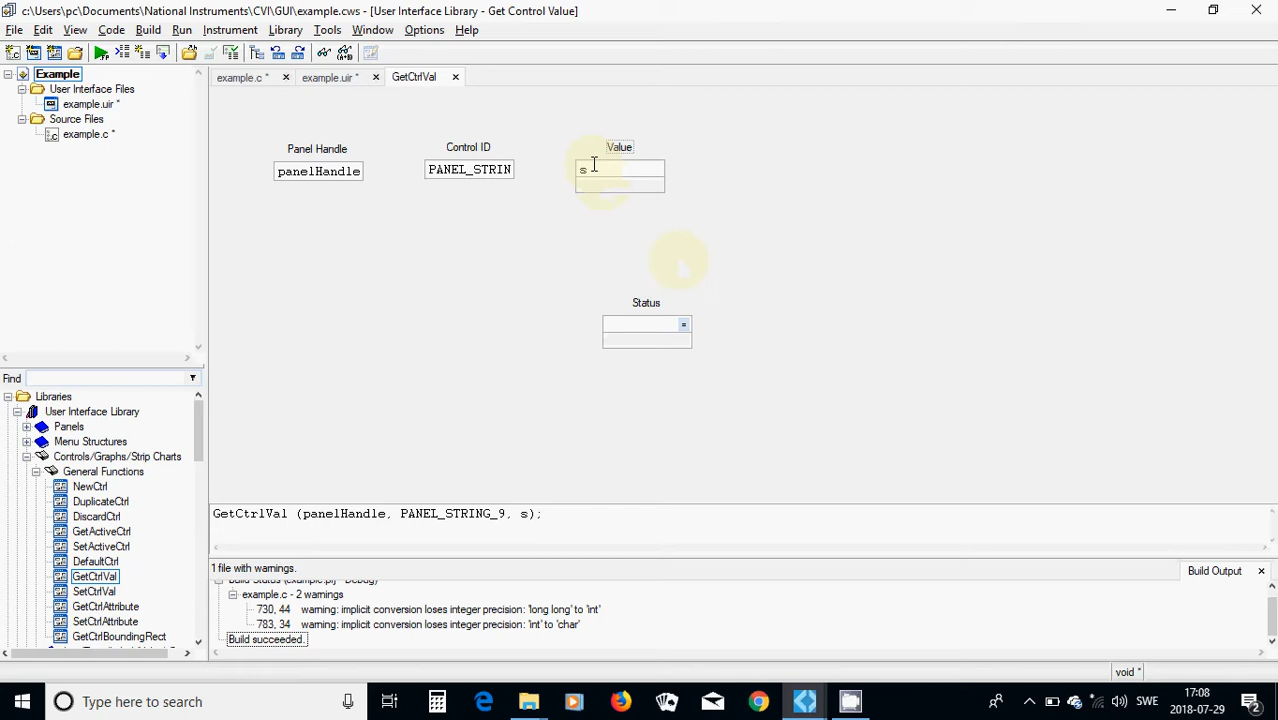 c:\Users\pc\Documents\National Instruments\CVI\GUI\example.cws - [User Interface Library - Get Control Value]
File Edit View Code Build Run Instrument Library Tools Window Options Help
Example
User Interface Files
example.uir *
Source Files
example.c *
example.c *
example.uir *
GetCtrlVal
Panel Handle
panelHandle
Control ID
PANEL_STRIN
Value
s
Status
Find
Libraries
User Interface Library
Panels
Menu Structures
Controls/Graphs/Strip Charts
General Functions
NewCtrl
DuplicateCtrl
DiscardCtrl
GetActiveCtrl
SetActiveCtrl
DefaultCtrl
GetCtrlVal
SetCtrlVal
GetCtrlAttribute
SetCtrlAttribute
GetCtrlBoundingRect
GetCtrlVal (panelHandle, PANEL_STRING_9, s);
1 file with warnings.
Build Output
Build Status (example.prj - Debug)
example.c - 2 warnings
730, 44 warning: implicit conversion loses integer precision: 'long long' to 'int'
783, 34 warning: implicit conversion loses integer precision: 'int' to 'char'
Build succeeded.
void *
Type here to search
SWE
17:08
2018-07-29
2